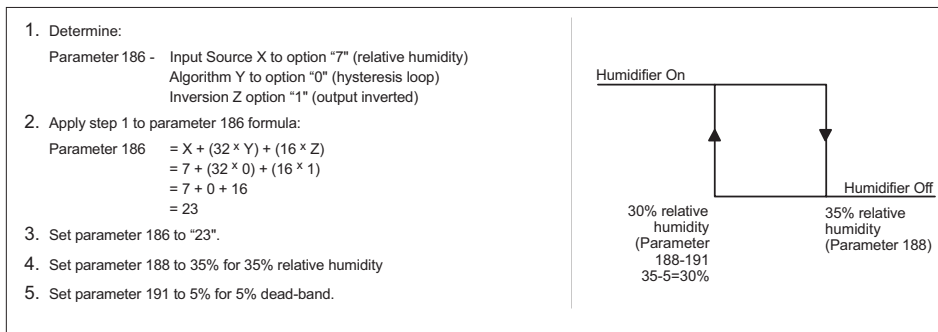 1. Determine:
Parameter 186 - Input Source X to option “7" (relative humidity)
Algorithm Y to option “0" (hysteresis loop)
Inversion Z option “1" (output inverted)
2. Apply step 1 to parameter 186 formula:
Parameter 186 = X + (32 x Y) + (16 x Z)
= 7 + (32 x 0) + (16 x 1)
= 7 + 0 + 16
= 23
3. Set parameter 186 to “23".
4. Set parameter 188 to 35% for 35% relative humidity
5. Set parameter 191 to 5% for 5% dead-band.
Humidifier On
Humidifier Off
30% relative
humidity
(Parameter
188-191
35-5=30%
35% relative
humidity
(Parameter 188)